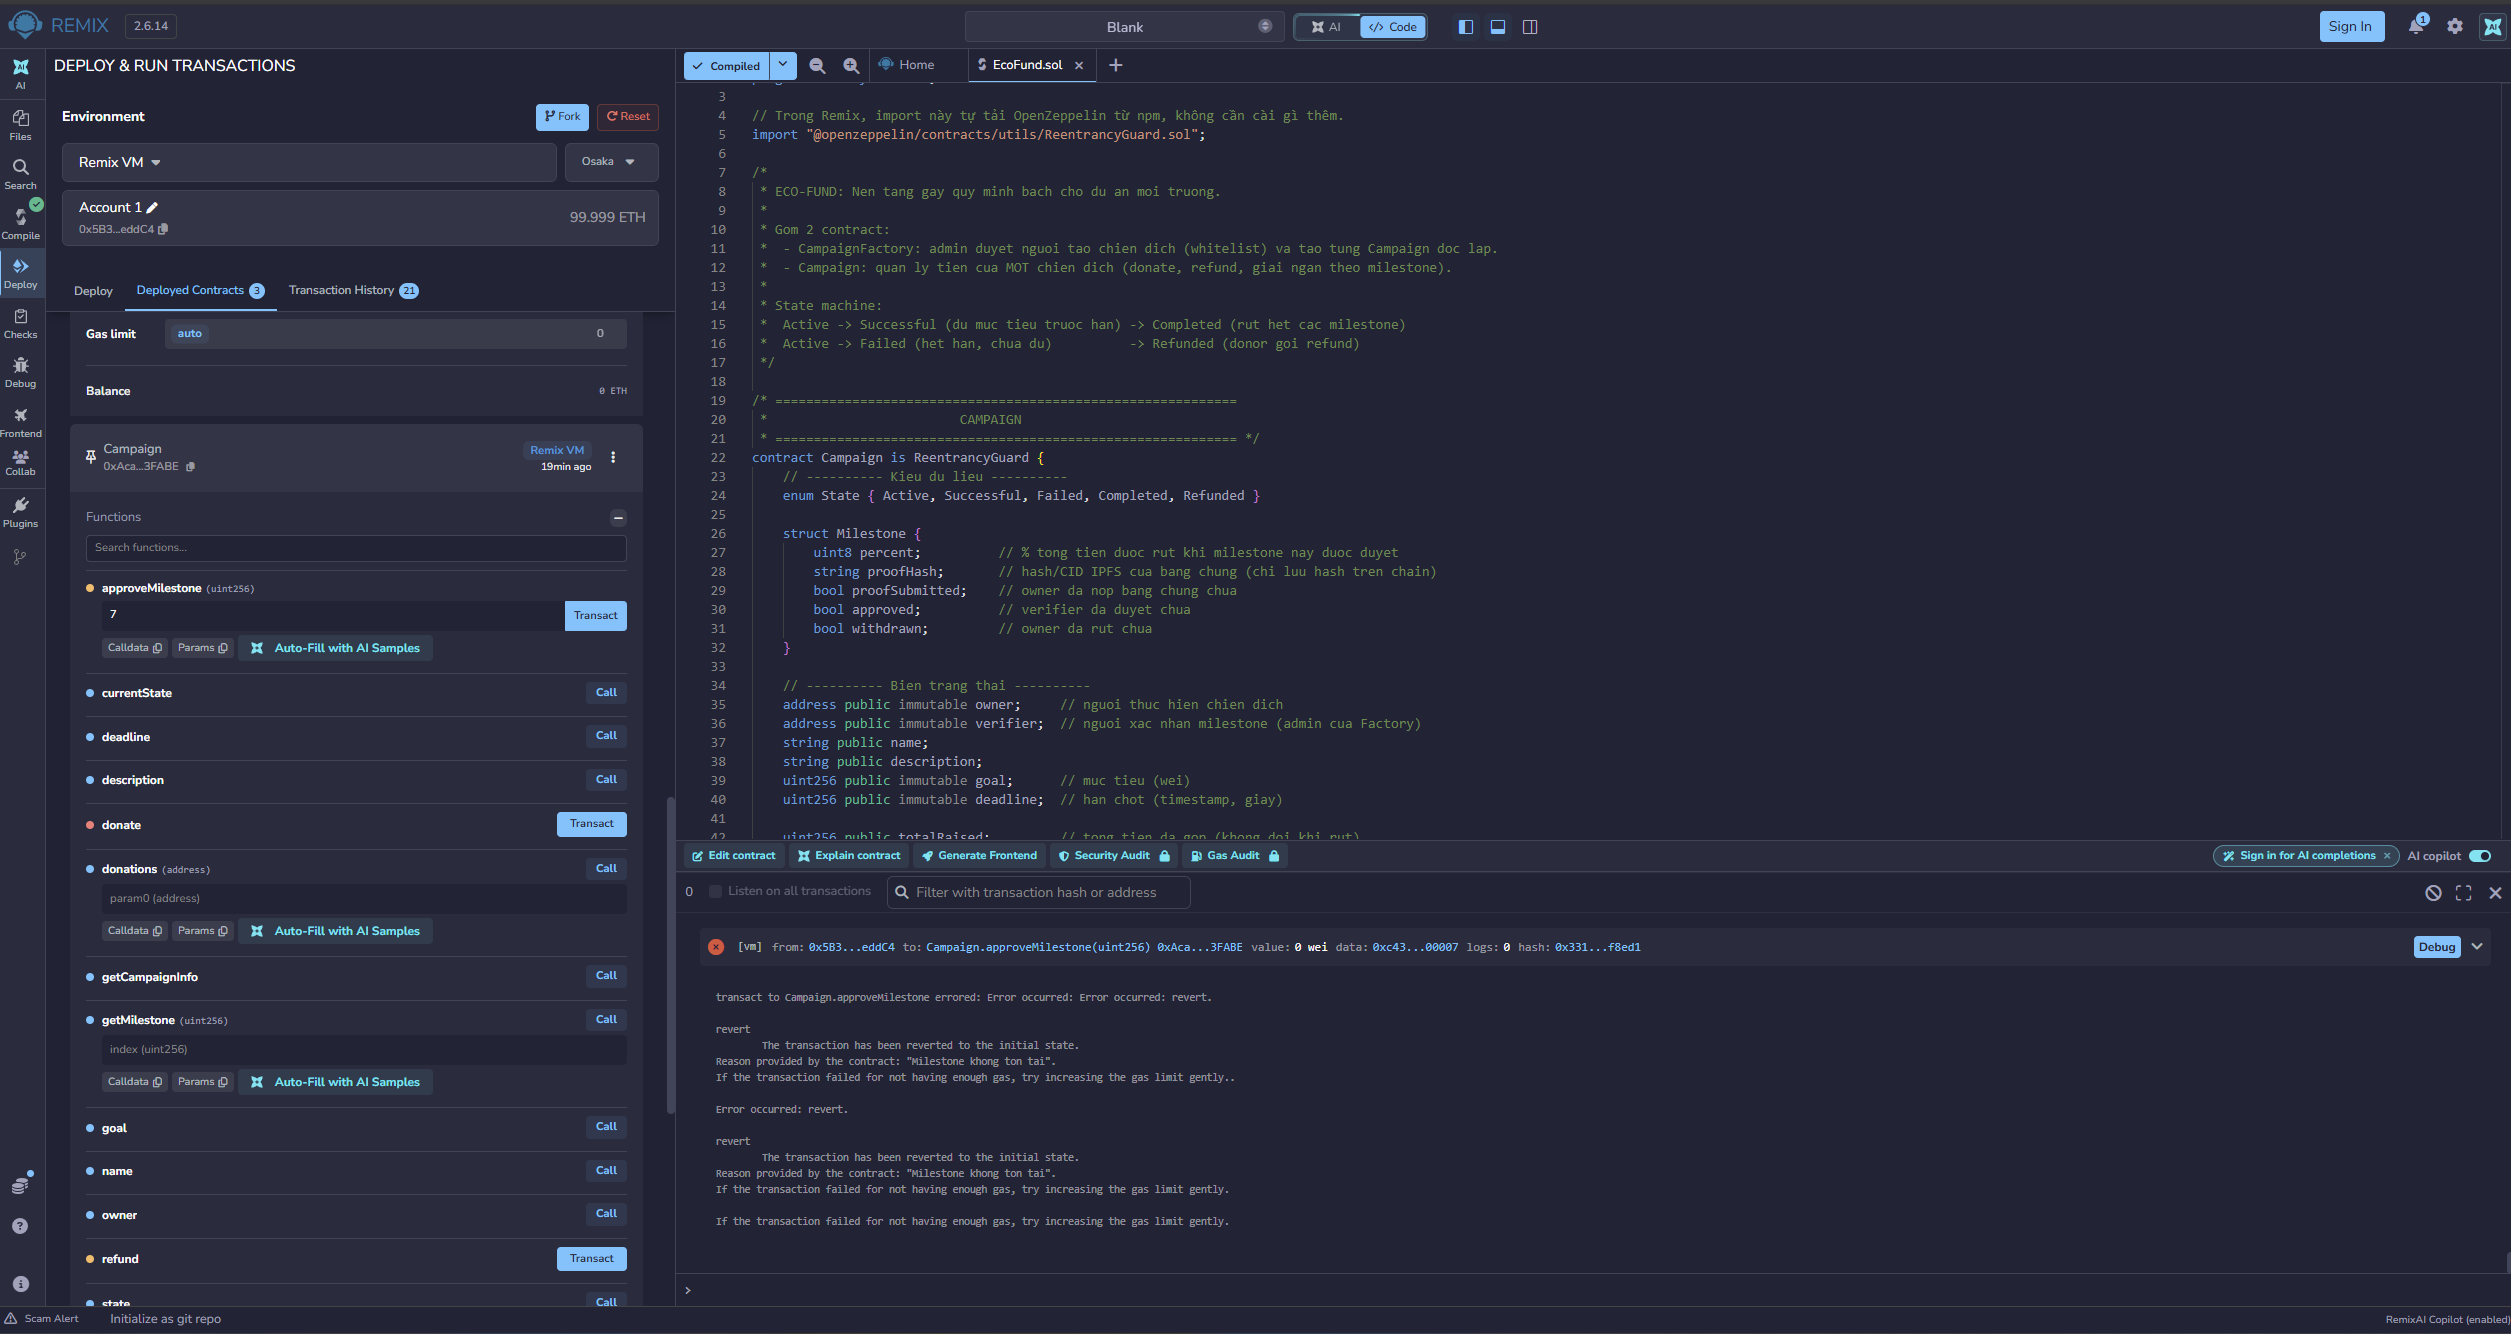 REMIX 2.6.14
Blank
AI Code
Sign In
1
AI
DEPLOY & RUN TRANSACTIONS
AI
Files
Search
Compile
Deploy
Checks
Debug
Frontend
Collab
Plugins
Environment
Fork
Reset
Remix VM
Osaka
Account 1
0x5B3...eddC4
99.999 ETH
Deploy
Deployed Contracts 3
Transaction History 21
Gas limit auto 0
Balance 0 ETH
Campaign
0xAca...3FABE
Remix VM
19min ago
Functions
Search functions...
approveMilestone (uint256)
7
Transact
Calldata Params Auto-Fill with AI Samples
currentState Call
deadline Call
description Call
donate Transact
donations (address) Call
param0 (address)
Calldata Params Auto-Fill with AI Samples
getCampaignInfo Call
getMilestone (uint256) Call
index (uint256)
Calldata Params Auto-Fill with AI Samples
goal Call
name Call
owner Call
refund Transact
state Call
Compiled
Home
EcoFund.sol
3
4 // Trong Remix, import này tự tải OpenZeppelin từ npm, không cần cài gì thêm.
5 import "@openzeppelin/contracts/utils/ReentrancyGuard.sol";
6
7 /*
8 * ECO-FUND: Nen tang gay quy minh bach cho du an moi truong.
9 *
10 * Gom 2 contract:
11 * - CampaignFactory: admin duyet nguoi tao chien dich (whitelist) va tao tung Campaign doc lap.
12 * - Campaign: quan ly tien cua MOT chien dich (donate, refund, giai ngan theo milestone).
13 *
14 * State machine:
15 * Active -> Successful (du muc tieu truoc han) -> Completed (rut het cac milestone)
16 * Active -> Failed (het han, chua du) -> Refunded (donor goi refund)
17 */
18
19 /* ============================================================
20 * CAMPAIGN
21 * ============================================================ */
22 contract Campaign is ReentrancyGuard {
23 // ---------- Kieu du lieu ----------
24 enum State { Active, Successful, Failed, Completed, Refunded }
25
26 struct Milestone {
27 uint8 percent; // % tong tien duoc rut khi milestone nay duoc duyet
28 string proofHash; // hash/CID IPFS cua bang chung (chi luu hash tren chain)
29 bool proofSubmitted; // owner da nop bang chung chua
30 bool approved; // verifier da duyet chua
31 bool withdrawn; // owner da rut chua
32 }
33
34 // ---------- Bien trang thai ----------
35 address public immutable owner; // nguoi thuc hien chien dich
36 address public immutable verifier; // nguoi xac nhan milestone (admin cua Factory)
37 string public name;
38 string public description;
39 uint256 public immutable goal; // muc tieu (wei)
40 uint256 public immutable deadline; // han chot (timestamp, giay)
41
42 uint256 public totalRaised; // tong tien da gop (khong doi khi rut)
Edit contract Explain contract Generate Frontend Security Audit Gas Audit
Sign in for AI completions × AI copilot
0 Listen on all transactions Filter with transaction hash or address
[vm] from: 0x5B3...eddC4 to: Campaign.approveMilestone(uint256) 0xAca...3FABE value: 0 wei data: 0xc43...00007 logs: 0 hash: 0x331...f8ed1
Debug
transact to Campaign.approveMilestone errored: Error occurred: Error occurred: revert.
revert
The transaction has been reverted to the initial state.
Reason provided by the contract: "Milestone khong ton tai".
If the transaction failed for not having enough gas, try increasing the gas limit gently..
Error occurred: revert.
revert
The transaction has been reverted to the initial state.
Reason provided by the contract: "Milestone khong ton tai".
If the transaction failed for not having enough gas, try increasing the gas limit gently.
If the transaction failed for not having enough gas, try increasing the gas limit gently.
>
Scam Alert
Initialize as git repo
RemixAI Copilot (enabled)